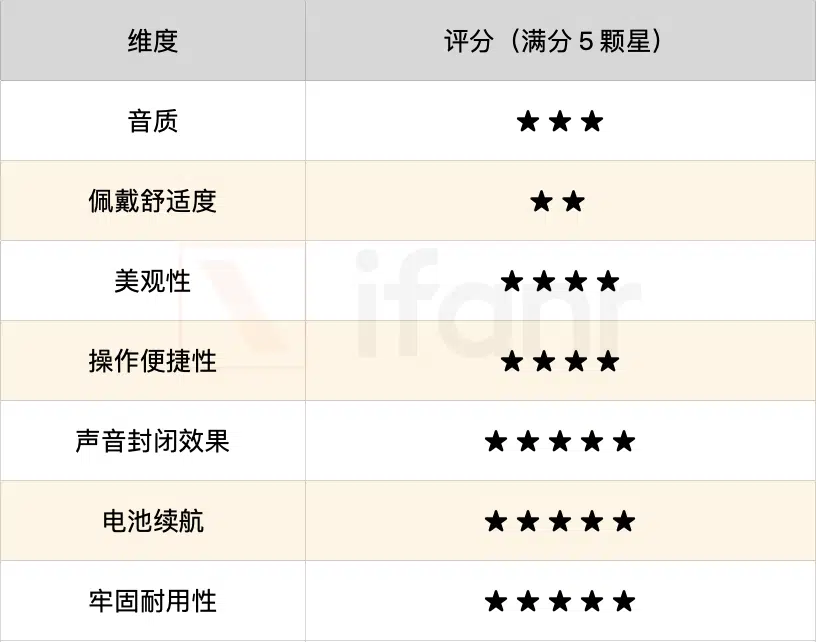 维度 评分（满分 5 颗星）
音质 ★★★
佩戴舒适度 ★★
美观性 ★★★★
操作便捷性 ★★★★
声音封闭效果 ★★★★★
电池续航 ★★★★★
牢固耐用性 ★★★★★
ifanr